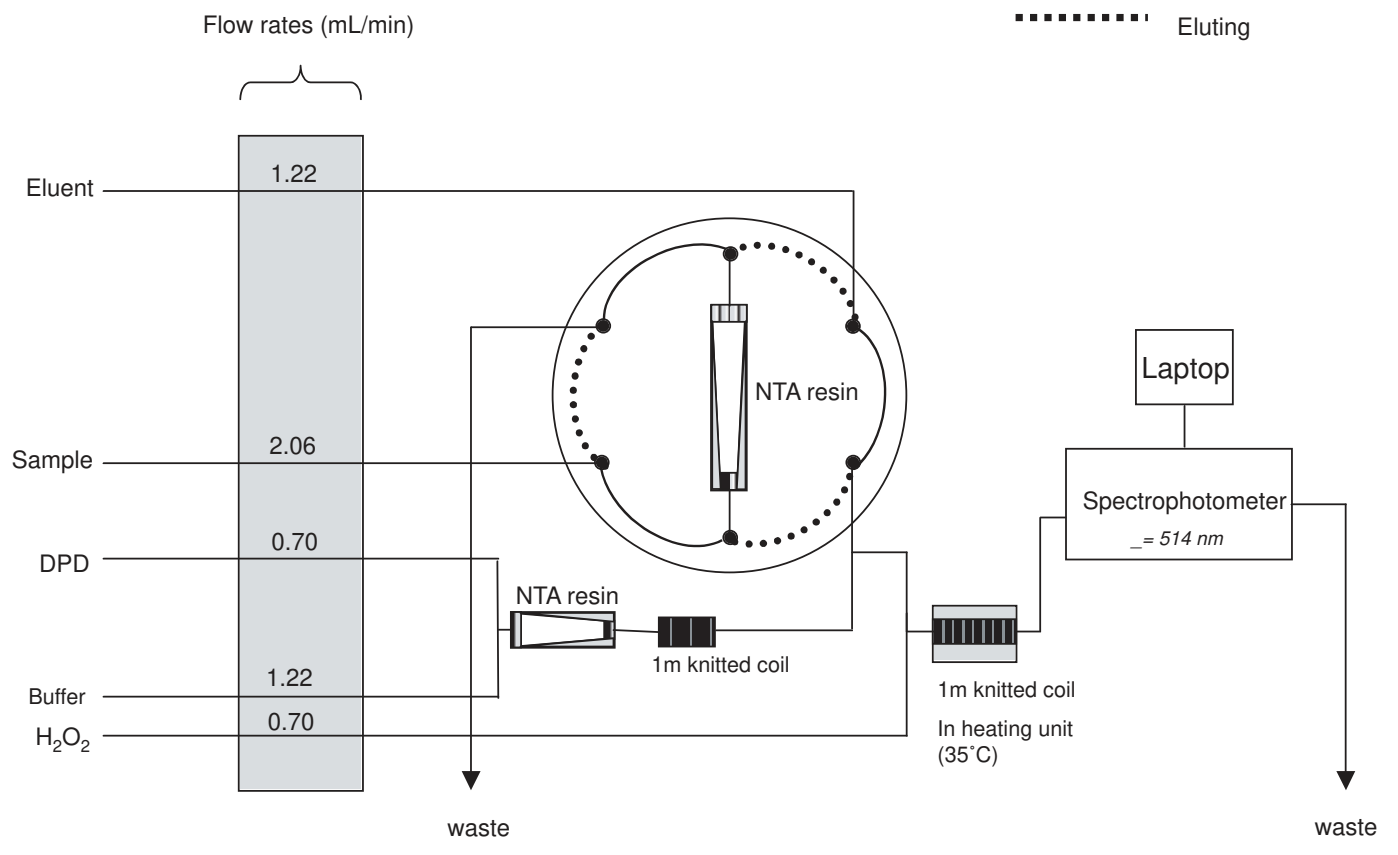 Flow rates (mL/min)
Eluting
1.22
Eluent
NTA resin
Laptop
2.06
Sample
Spectrophotometer
_= 514 nm
0.70
DPD
NTA resin
1m knitted coil
1.22
Buffer
0.70
H₂O₂
1m knitted coil
In heating unit
(35˚C)
waste
waste